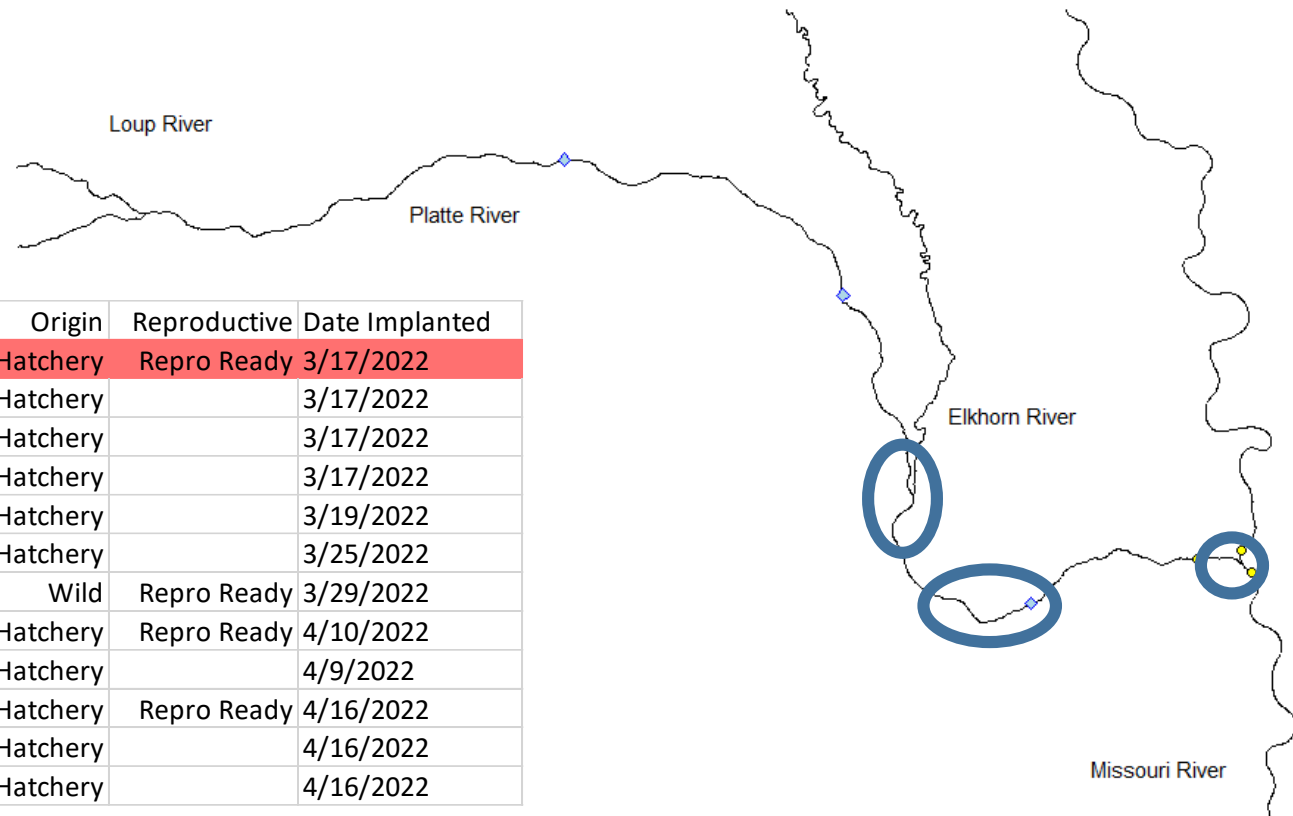 Loup River
Platte River
Origin Reproductive Date Implanted
Hatchery Repro Ready 3/17/2022
Hatchery 3/17/2022
Hatchery 3/17/2022
Hatchery 3/17/2022
Hatchery 3/19/2022
Hatchery 3/25/2022
Wild Repro Ready 3/29/2022
Hatchery Repro Ready 4/10/2022
Hatchery 4/9/2022
Hatchery Repro Ready 4/16/2022
Hatchery 4/16/2022
Hatchery 4/16/2022
Elkhorn River
Missouri River